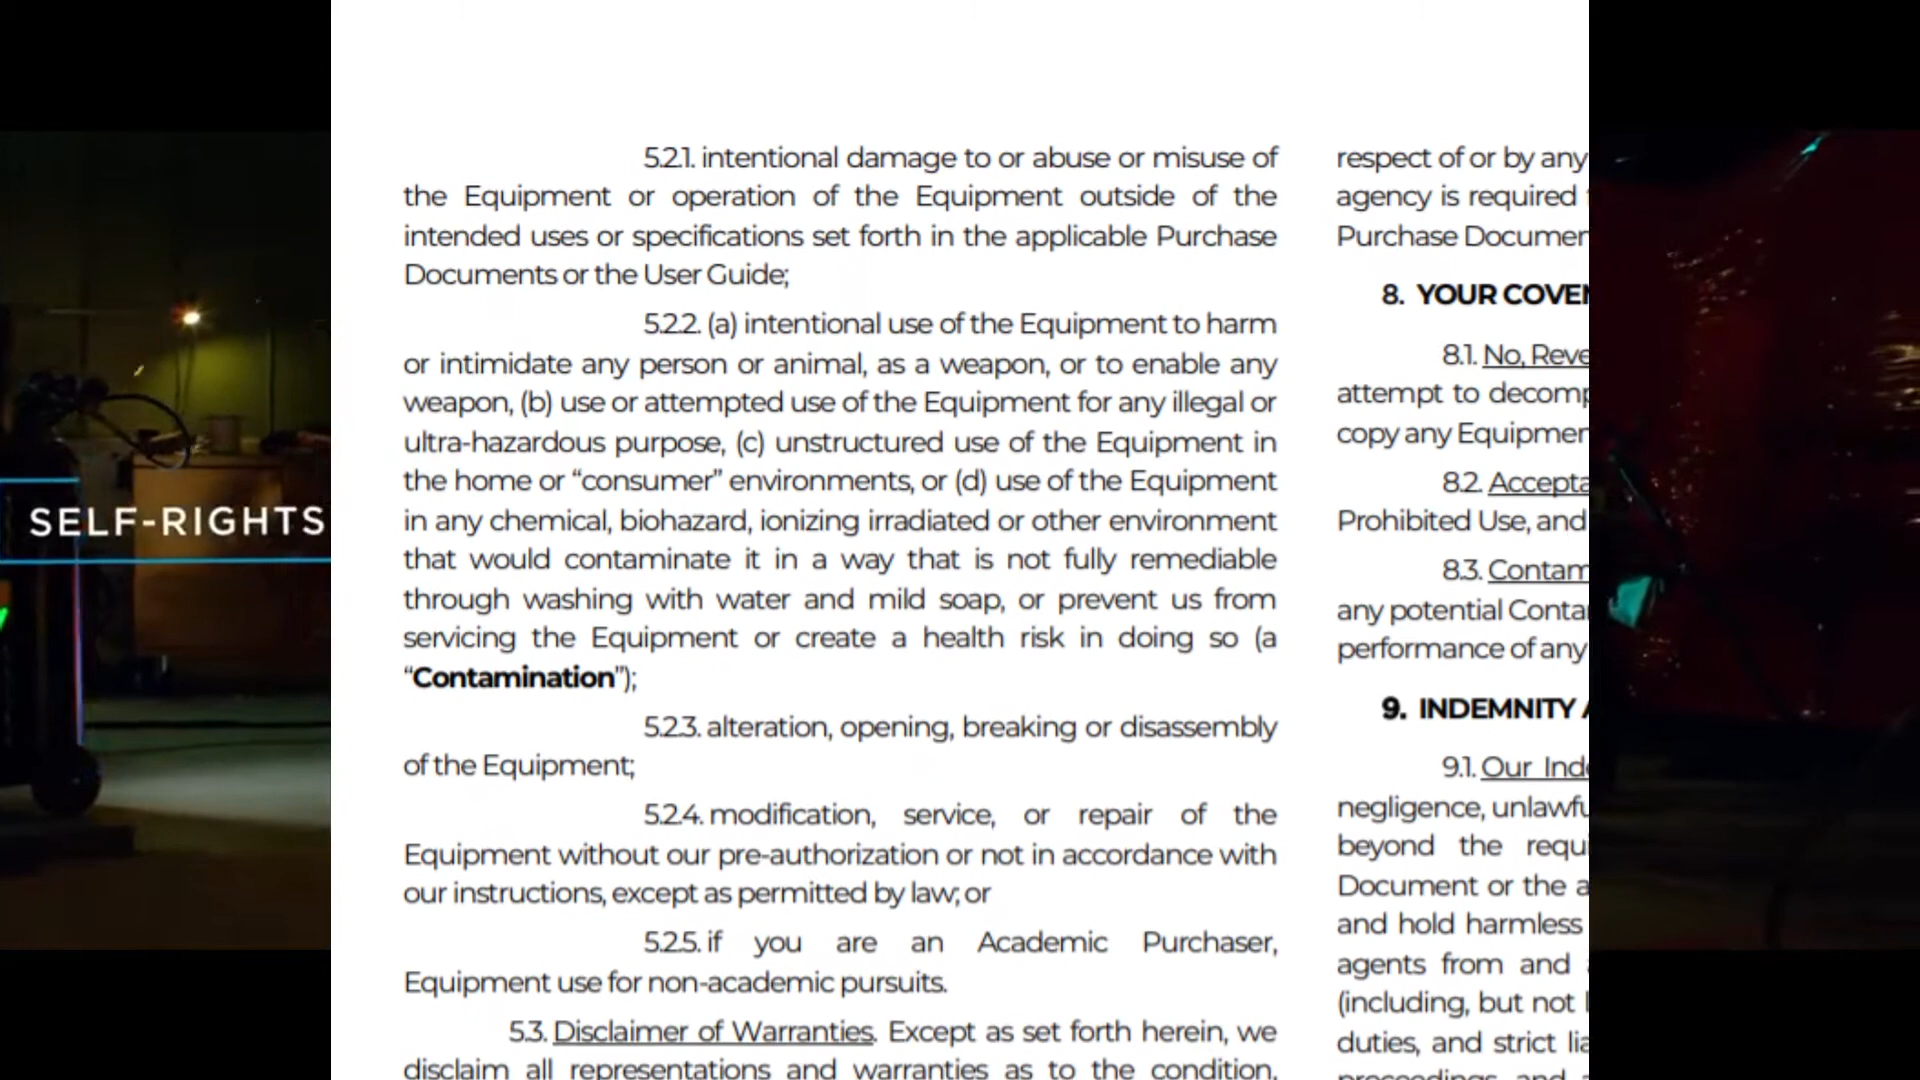 SELF-RIGHTS
5.2.1. intentional damage to or abuse or misuse of
the Equipment or operation of the Equipment outside of the
intended uses or specifications set forth in the applicable Purchase
Documents or the User Guide;
5.2.2. (a) intentional use of the Equipment to harm
or intimidate any person or animal, as a weapon, or to enable any
weapon, (b) use or attempted use of the Equipment for any illegal or
ultra-hazardous purpose, (c) unstructured use of the Equipment in
the home or “consumer” environments, or (d) use of the Equipment
in any chemical, biohazard, ionizing irradiated or other environment
that would contaminate it in a way that is not fully remediable
through washing with water and mild soap, or prevent us from
servicing the Equipment or create a health risk in doing so (a
“Contamination”);
5.2.3. alteration, opening, breaking or disassembly
of the Equipment;
5.2.4. modification, service, or repair of the
Equipment without our pre-authorization or not in accordance with
our instructions, except as permitted by law; or
5.2.5. if you are an Academic Purchaser,
Equipment use for non-academic pursuits.
5.3. Disclaimer of Warranties. Except as set forth herein, we
disclaim all representations and warranties as to the condition,
respect of or by any
agency is required
Purchase Documen
8. YOUR COVEN
8.1. No, Reve
attempt to decomp
copy any Equipmen
8.2. Accepta
Prohibited Use, and
8.3. Contam
any potential Conta
performance of any
9. INDEMNITY
9.1. Our Inde
negligence, unlawfu
beyond the requi
Document or the a
and hold harmless
agents from and
(including, but not
duties, and strict lia